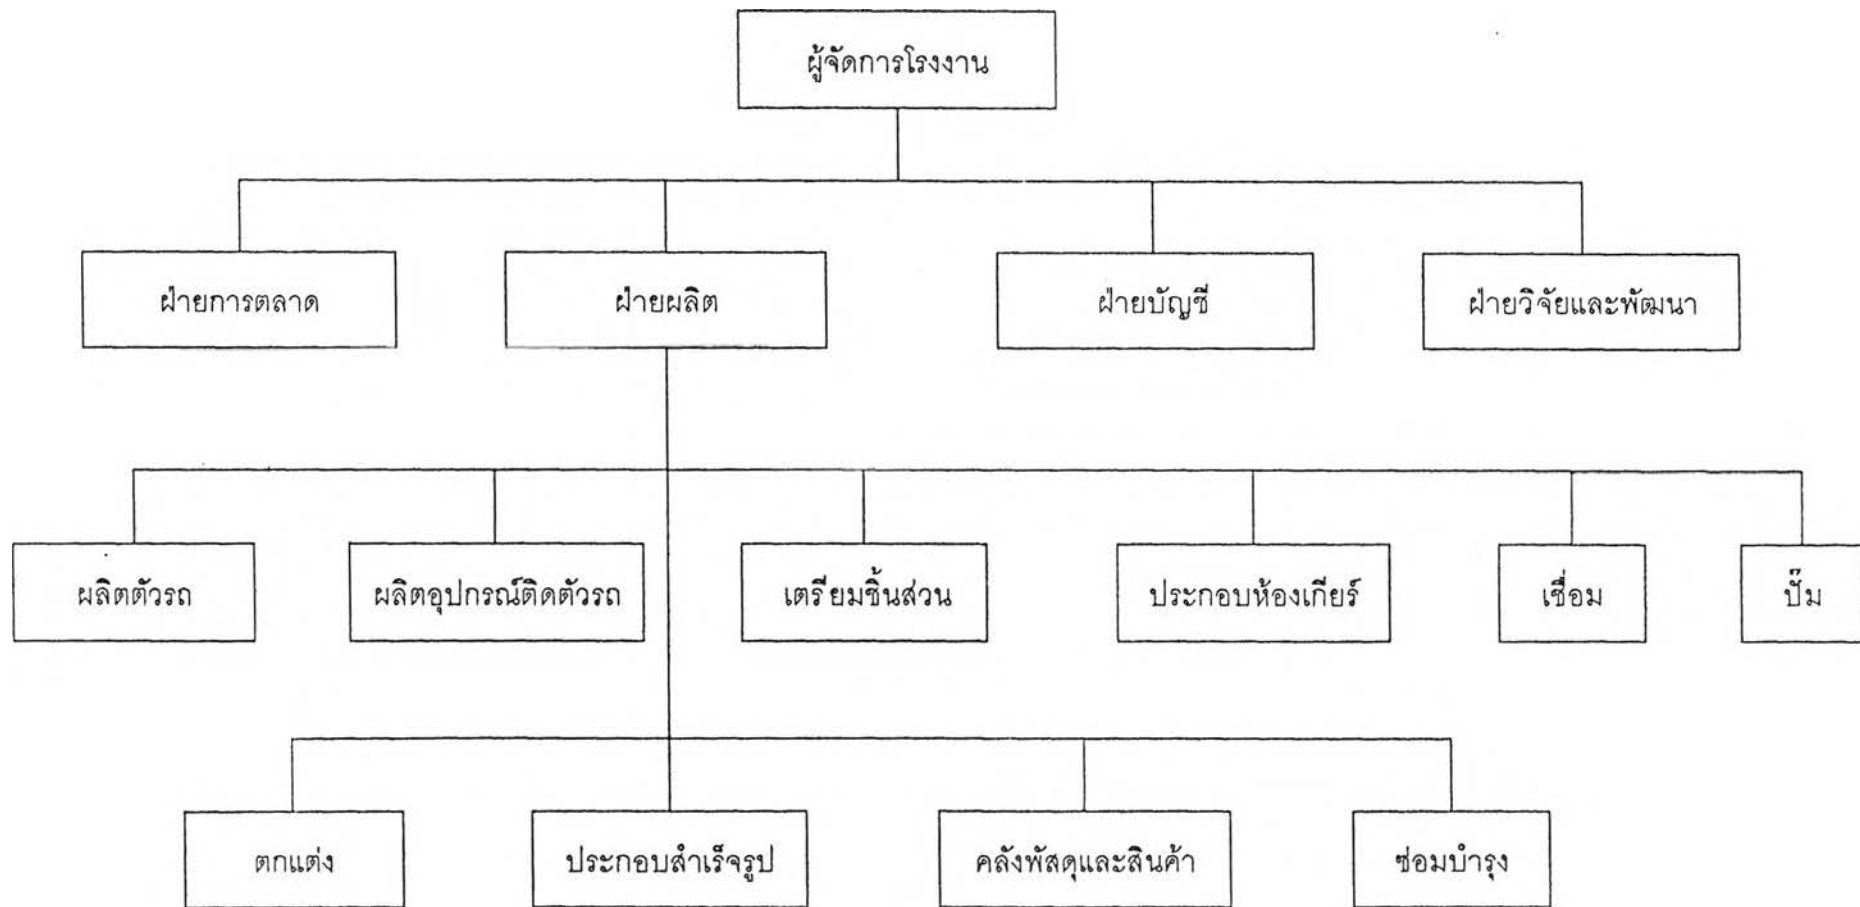 ผู้จัดการโรงงาน
ฝ่ายการตลาด
ฝ่ายผลิต
ฝ่ายบัญชี
ฝ่ายวิจัยและพัฒนา
ผลิตตัวรถ
ผลิตอุปกรณ์ติดตัวรถ
เตรียมชิ้นส่วน
ประกอบห้องเกียร์
เชื่อม
ปั๊ม
ตกแต่ง
ประกอบสำเร็จรูป
คลังพัสดุและสินค้า
ซ่อมบำรุง